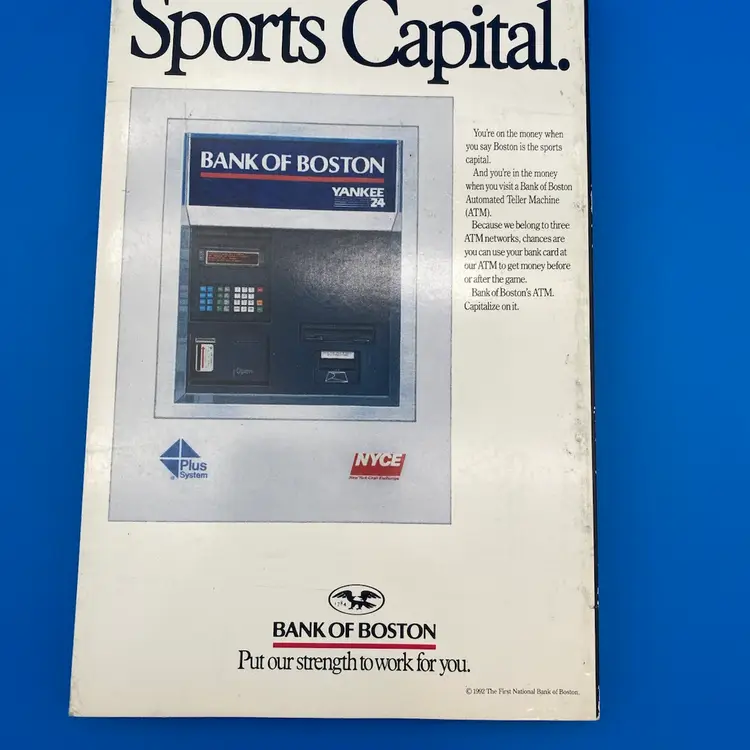 Sports Capital.
BANK OF BOSTON
YANKEE
24
Plus
System
NYCE
You're on the money when
you say Boston is the sports
capital.
And you're in the money
when you visit a Bank of Boston
Automated Teller Machine
(ATM).
Because we belong to three
ATM networks, chances are
you can use your bank card at
our ATM to get money before
or after the game.
Bank of Boston's ATM.
Capitalize on it.
1784
BANK OF BOSTON
Put our strength to work for you.
© 1992 The First National Bank of Boston.